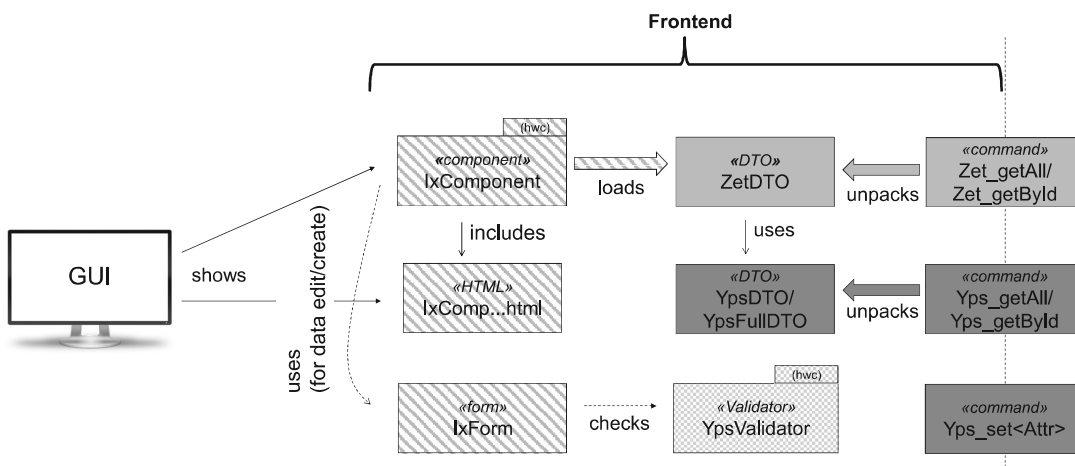 Frontend
(hwc)
«component»
IxComponent
loads
«DTO»
ZetDTO
unpacks
«command»
Zet_getAll/
Zet_getById
includes
uses
GUI
shows
«HTML»
IxComp...html
«DTO»
YpsDTO/
YpsFullDTO
unpacks
«command»
Yps_getAll/
Yps_getById
uses
(for data edit/create)
«form»
IxForm
checks
(hwc)
«Validator»
YpsValidator
«command»
Yps_set<Attr>